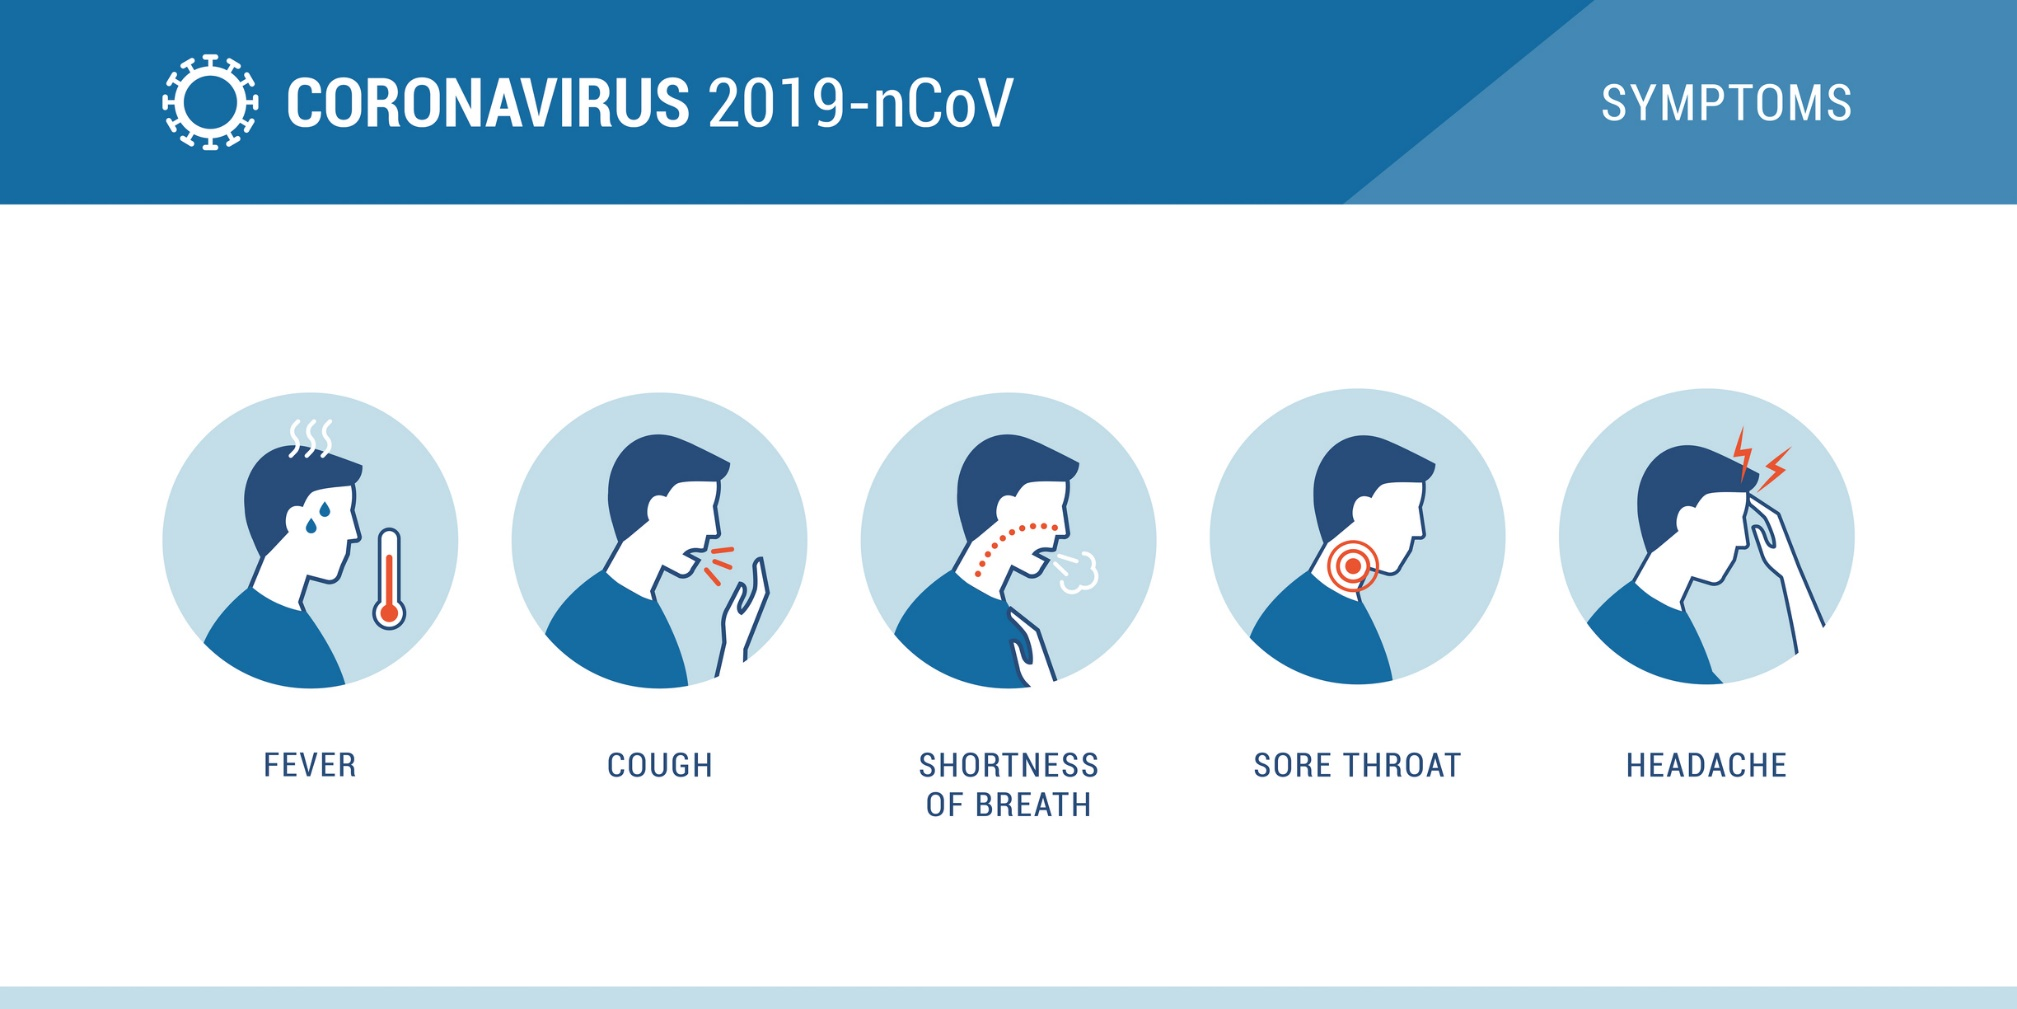 CORONAVIRUS 2019-nCoV
SYMPTOMS
FEVER
COUGH
SHORTNESS
OF BREATH
SORE THROAT
HEADACHE